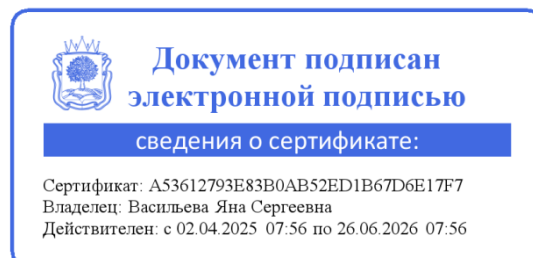 Документ подписан
электронной подписью
сведения о сертификате:
Сертификат: A53612793E83B0AB52ED1B67D6E17F7
Владелец: Васильева Яна Сергеевна
Действителен: с 02.04.2025 07:56 по 26.06.2026 07:56